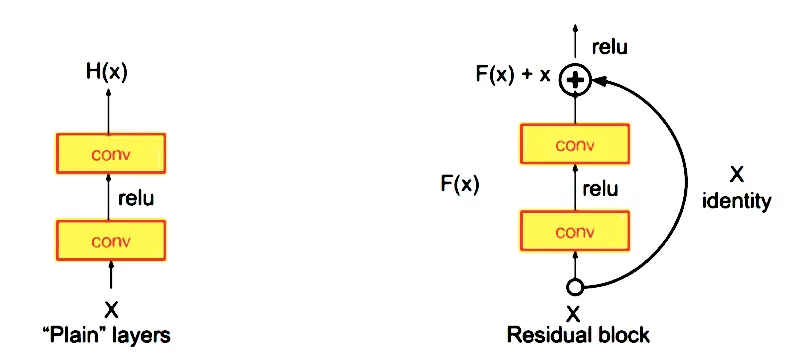 H(x)
conv
relu
conv
X
“Plain” layers
relu
F(x) + x
conv
F(x)
relu
X
identity
conv
X
Residual block